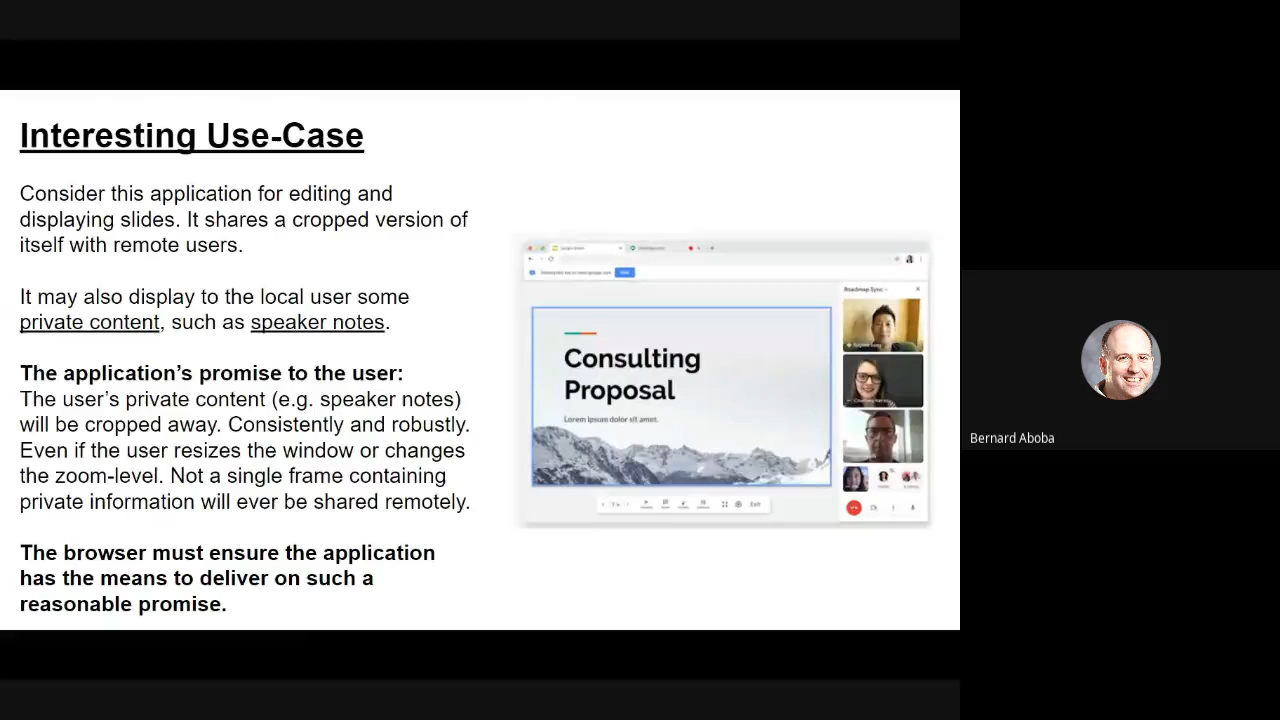 Interesting Use-Case
Consider this application for editing and
displaying slides. It shares a cropped version of
itself with remote users.
It may also display to the local user some
private content, such as speaker notes.
The application's promise to the user:
The user's private content (e.g. speaker notes)
will be cropped away. Consistently and robustly.
Even if the user resizes the window or changes
the zoom-level. Not a single frame containing
private information will ever be shared remotely.
The browser must ensure the application
has the means to deliver on such a
reasonable promise.
Roadmap Sync
Consulting
Proposal
Lorem ipsum dolor sit amet.
Exit
Bernard Aboba